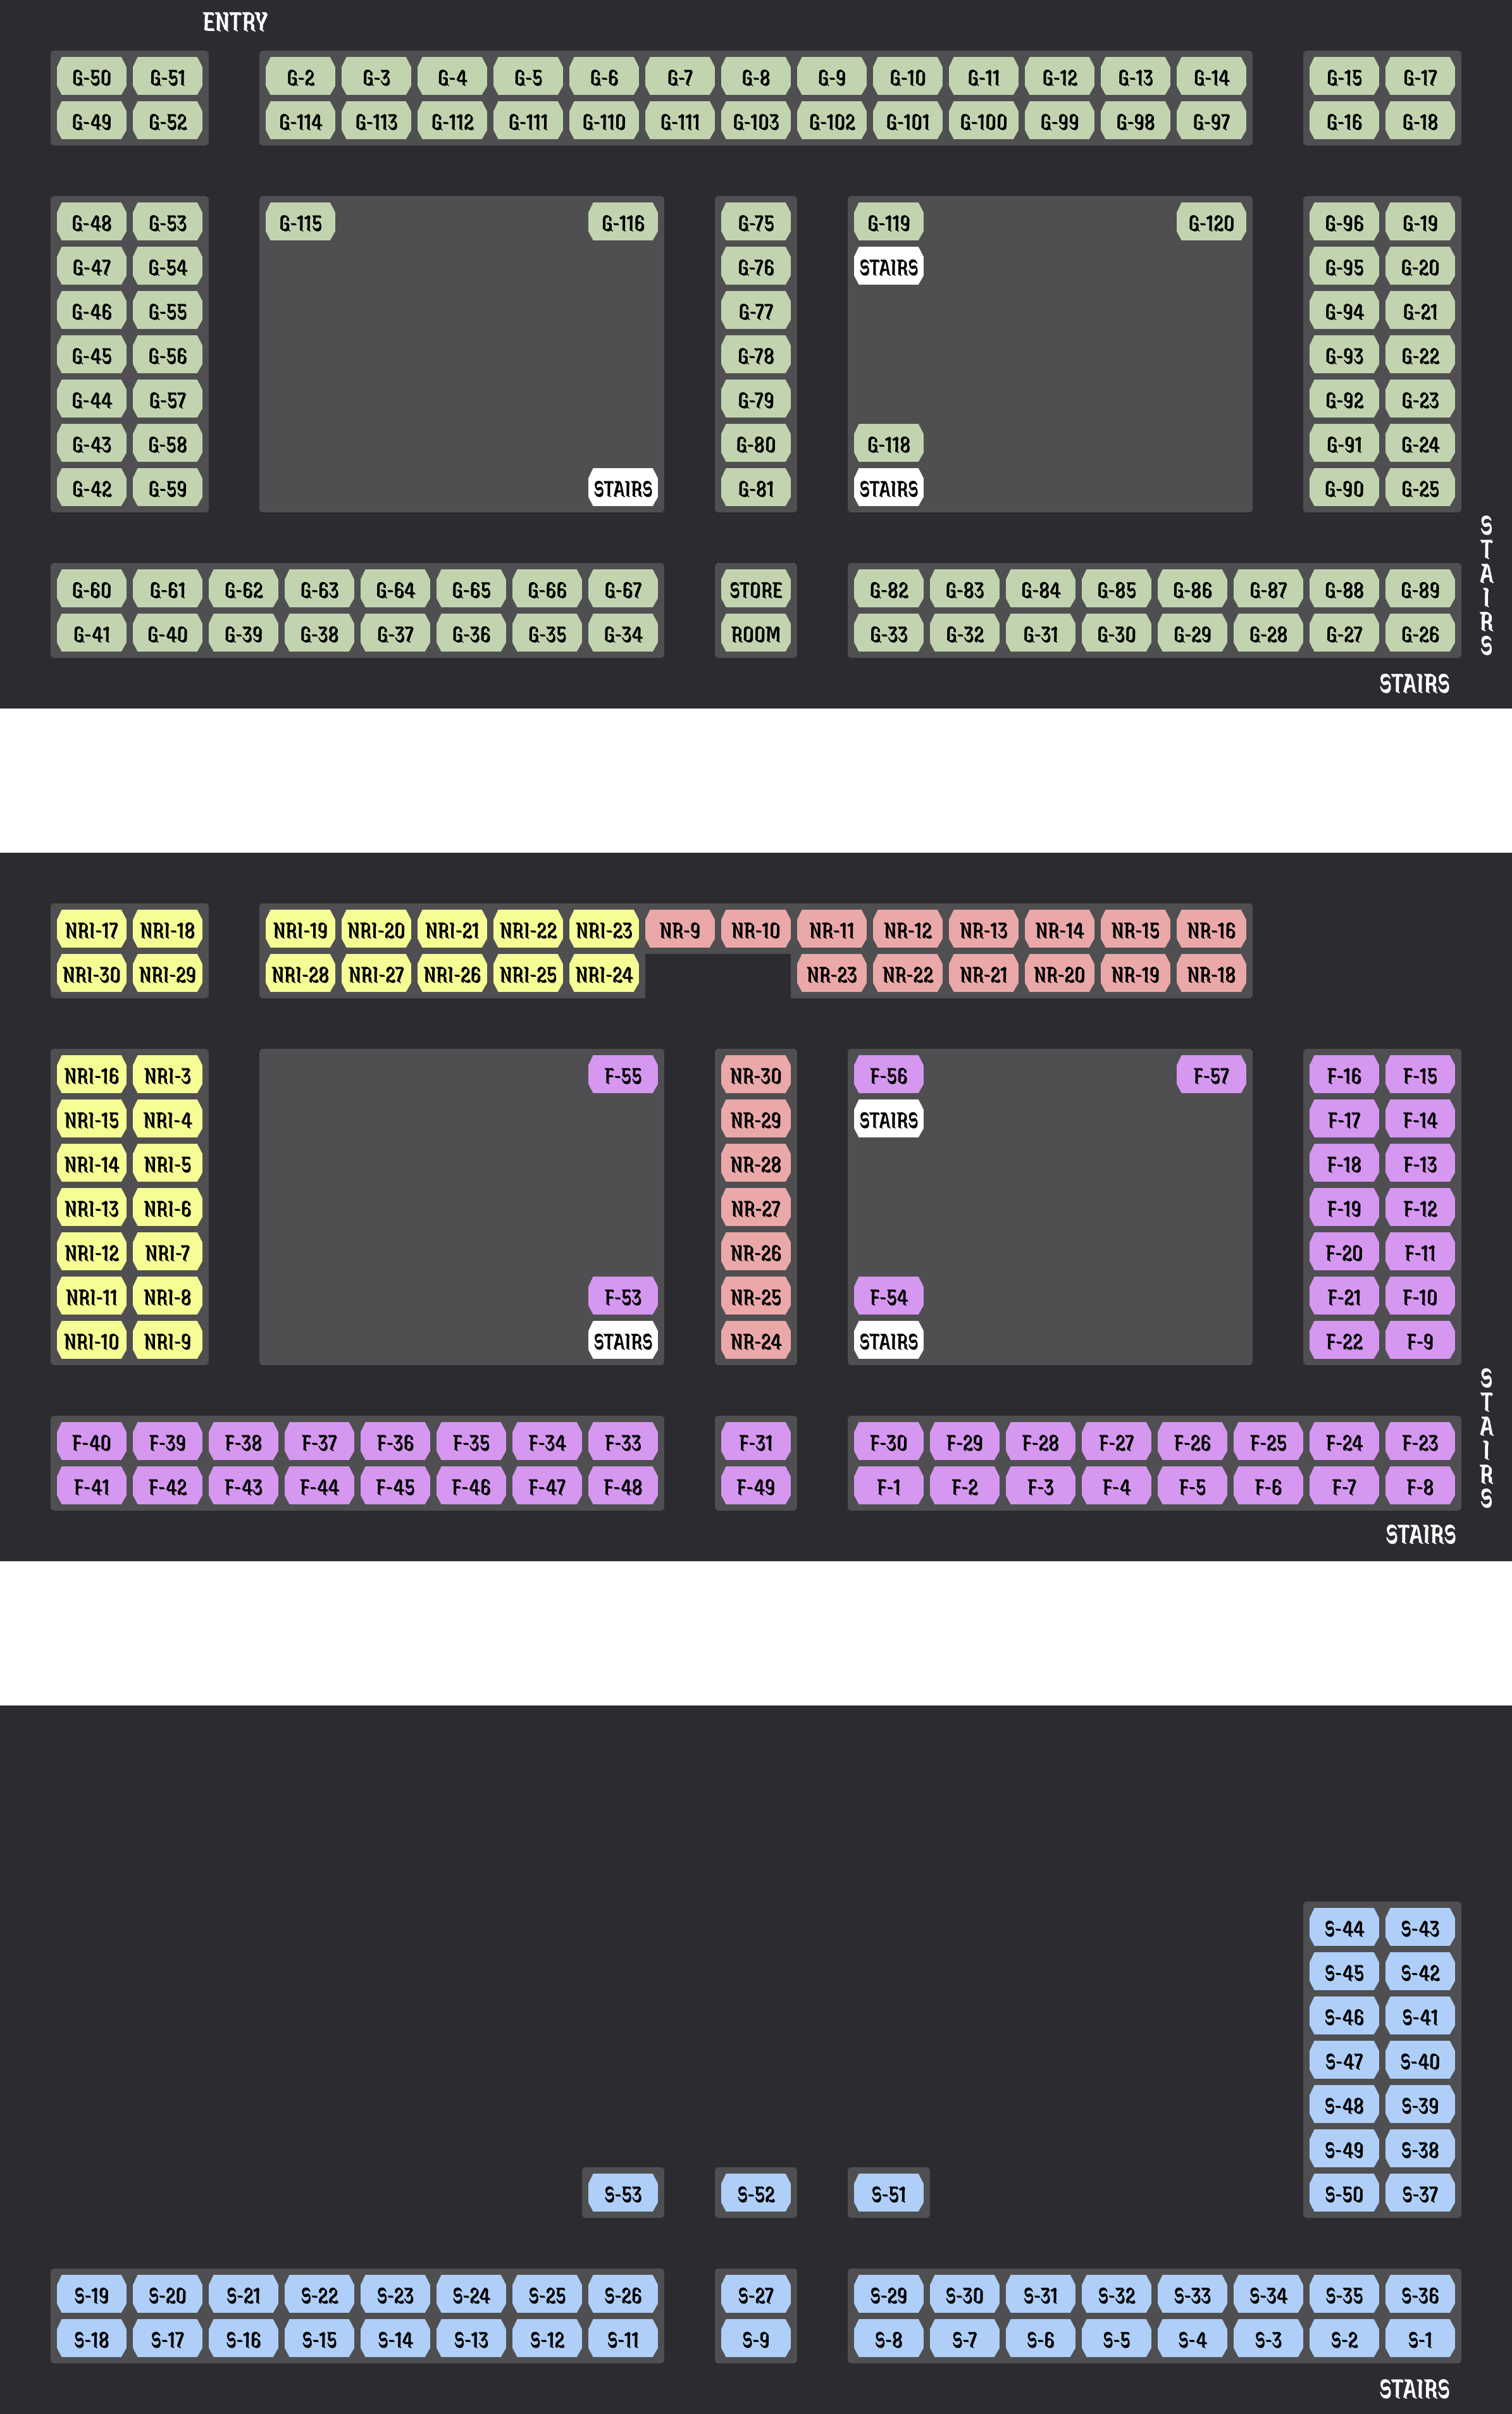 ENTRY
G-50 G-51 G-2 G-3 G-4 G-5 G-6 G-7 G-8 G-9 G-10 G-11 G-12 G-13 G-14 G-15 G-17
G-49 G-52 G-114 G-113 G-112 G-111 G-110 G-111 G-103 G-102 G-101 G-100 G-99 G-98 G-97 G-16 G-18
G-48 G-53 G-115 G-116 G-75 G-119 G-120 G-96 G-19
G-47 G-54 G-76 STAIRS G-95 G-20
G-46 G-55 G-77 G-94 G-21
G-45 G-56 G-78 G-93 G-22
G-44 G-57 G-79 G-92 G-23
G-43 G-58 G-80 G-118 G-91 G-24
G-42 G-59 STAIRS G-81 STAIRS G-90 G-25
STAIRS
G-60 G-61 G-62 G-63 G-64 G-65 G-66 G-67 STORE G-82 G-83 G-84 G-85 G-86 G-87 G-88 G-89
G-41 G-40 G-39 G-38 G-37 G-36 G-35 G-34 ROOM G-33 G-32 G-31 G-30 G-29 G-28 G-27 G-26
STAIRS
NRI-17 NRI-18 NRI-19 NRI-20 NRI-21 NRI-22 NRI-23 NR-9 NR-10 NR-11 NR-12 NR-13 NR-14 NR-15 NR-16
NRI-30 NRI-29 NRI-28 NRI-27 NRI-26 NRI-25 NRI-24 NR-23 NR-22 NR-21 NR-20 NR-19 NR-18
NRI-16 NRI-3 F-55 NR-30 F-56 F-57 F-16 F-15
NRI-15 NRI-4 NR-29 STAIRS F-17 F-14
NRI-14 NRI-5 NR-28 F-18 F-13
NRI-13 NRI-6 NR-27 F-19 F-12
NRI-12 NRI-7 NR-26 F-20 F-11
NRI-11 NRI-8 F-53 NR-25 F-54 F-21 F-10
NRI-10 NRI-9 STAIRS NR-24 STAIRS F-22 F-9
STAIRS
F-40 F-39 F-38 F-37 F-36 F-35 F-34 F-33 F-31 F-30 F-29 F-28 F-27 F-26 F-25 F-24 F-23
F-41 F-42 F-43 F-44 F-45 F-46 F-47 F-48 F-49 F-1 F-2 F-3 F-4 F-5 F-6 F-7 F-8
STAIRS
S-44 S-43
S-45 S-42
S-46 S-41
S-47 S-40
S-48 S-39
S-49 S-38
S-53 S-52 S-51 S-50 S-37
S-19 S-20 S-21 S-22 S-23 S-24 S-25 S-26 S-27 S-29 S-30 S-31 S-32 S-33 S-34 S-35 S-36
S-18 S-17 S-16 S-15 S-14 S-13 S-12 S-11 S-9 S-8 S-7 S-6 S-5 S-4 S-3 S-2 S-1
STAIRS